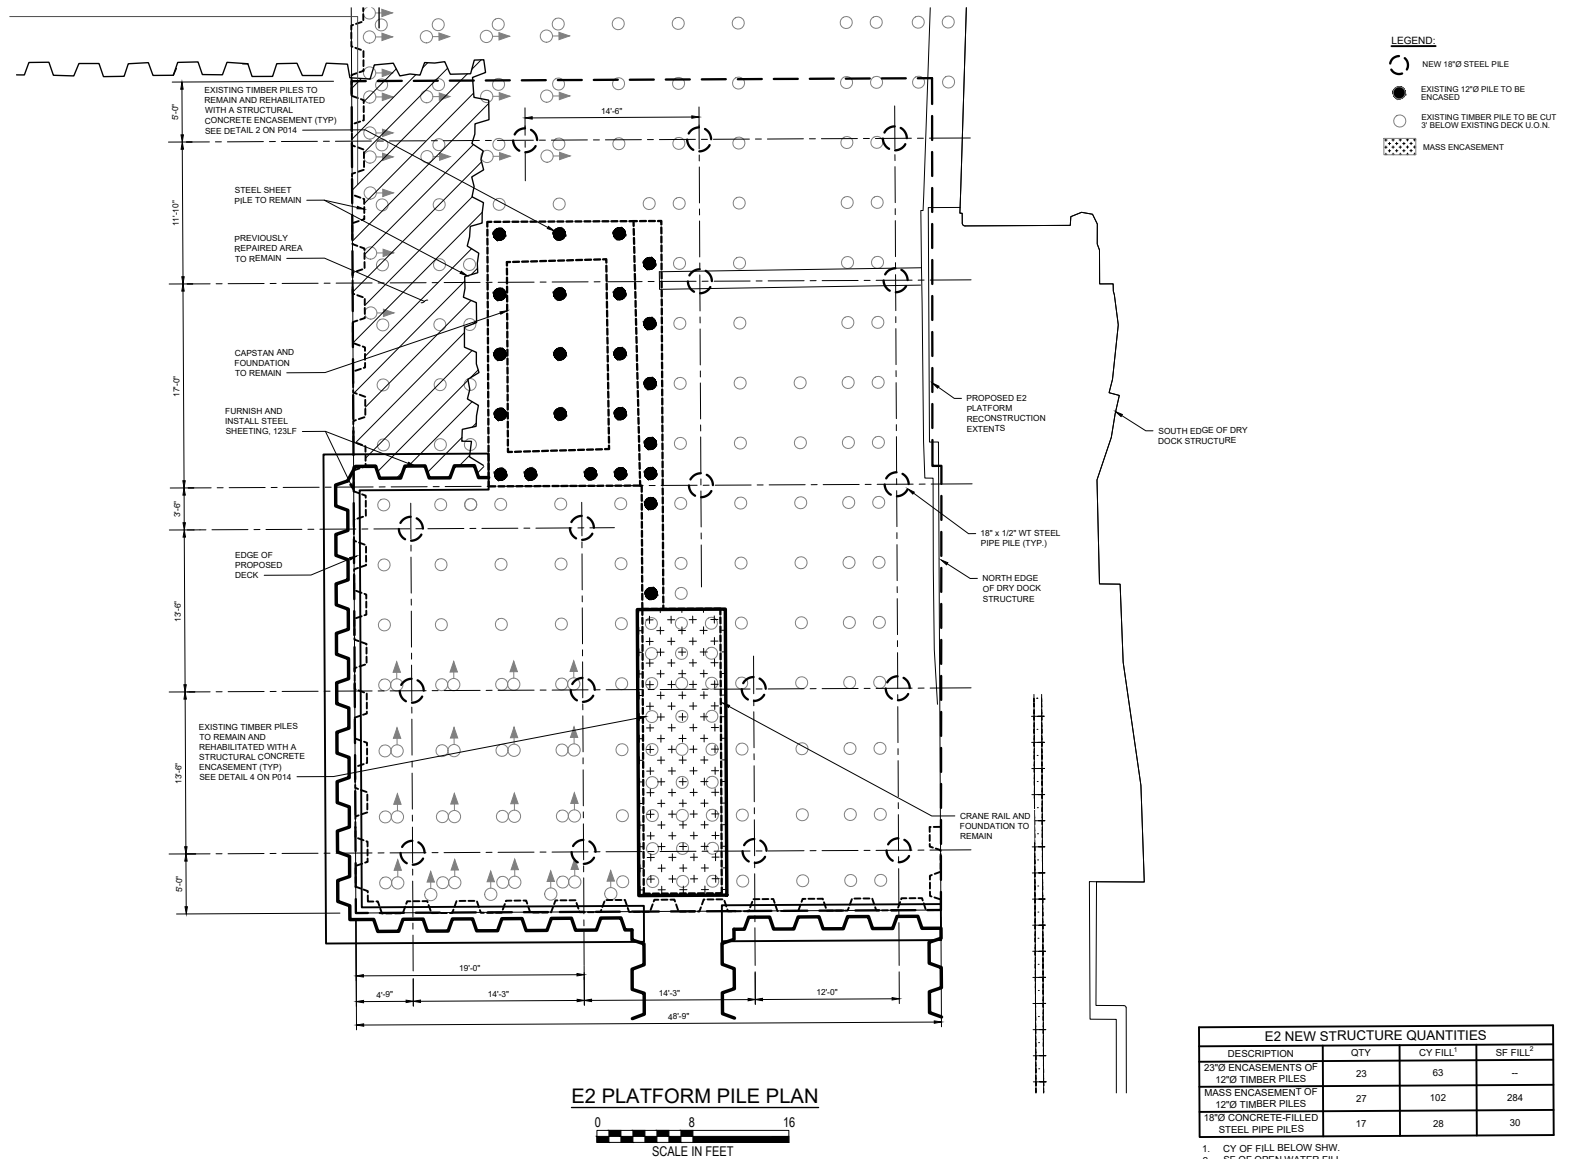 LEGEND:
NEW 18"Ø STEEL PILE
EXISTING 12"Ø PILE TO BE
ENCASED
EXISTING TIMBER PILE TO BE CUT
3' BELOW EXISTING DECK U.O.N.
MASS ENCASEMENT
EXISTING TIMBER PILES TO
REMAIN AND REHABILITATED
WITH A STRUCTURAL
CONCRETE ENCASEMENT (TYP)
SEE DETAIL 2 ON P014
STEEL SHEET
PILE TO REMAIN
PREVIOUSLY
REPAIRED AREA
TO REMAIN
CAPSTAN AND
FOUNDATION
TO REMAIN
FURNISH AND
INSTALL STEEL
SHEETING, 123LF
EDGE OF
PROPOSED
DECK
EXISTING TIMBER PILES
TO REMAIN AND
REHABILITATED WITH A
STRUCTURAL CONCRETE
ENCASEMENT (TYP)
SEE DETAIL 4 ON P014
5'-0"
11'-10"
17'-0"
3'-6"
13'-6"
13'-6"
5'-0"
14'-6"
PROPOSED E2
PLATFORM
RECONSTRUCTION
EXTENTS
SOUTH EDGE OF DRY
DOCK STRUCTURE
18" x 1/2" WT STEEL
PIPE PILE (TYP.)
NORTH EDGE
OF DRY DOCK
STRUCTURE
CRANE RAIL AND
FOUNDATION TO
REMAIN
19'-0"
4'-9"
14'-3"
14'-3"
12'-0"
48'-9"
E2 PLATFORM PILE PLAN
0 8 16
SCALE IN FEET
E2 NEW STRUCTURE QUANTITIES
DESCRIPTION QTY CY FILL¹ SF FILL²
23"Ø ENCASEMENTS OF
12"Ø TIMBER PILES 23 63 --
MASS ENCASEMENT OF
12"Ø TIMBER PILES 27 102 284
18"Ø CONCRETE-FILLED
STEEL PIPE PILES 17 28 30
1. CY OF FILL BELOW SHW.
2. SF OF OPEN WATER FILL